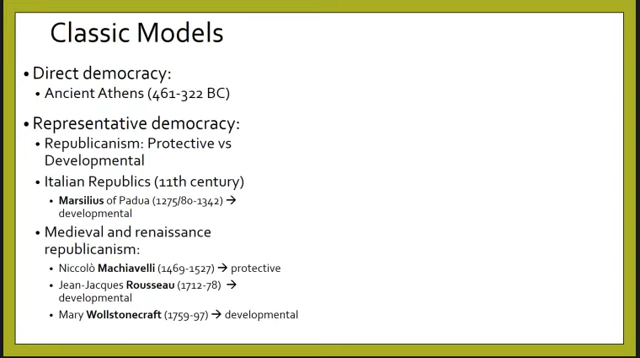 Classic Models
• Direct democracy:
• Ancient Athens (461-322 BC)
• Representative democracy:
• Republicanism: Protective vs
Developmental
• Italian Republics (11th century)
• Marsilius of Padua (1275/80-1342) →
developmental
• Medieval and renaissance
republicanism:
• Niccolò Machiavelli (1469-1527) → protective
• Jean-Jacques Rousseau (1712-78) →
developmental
• Mary Wollstonecraft (1759-97) → developmental